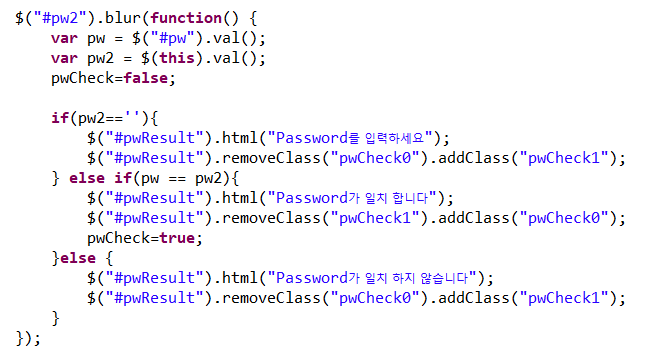 $("#pw2").blur(function() {
    var pw = $("#pw").val();
    var pw2 = $(this).val();
    pwCheck=false;

    if(pw2==''){
        $("#pwResult").html("Password를 입력하세요");
        $("#pwResult").removeClass("pwCheck0").addClass("pwCheck1");
    } else if(pw == pw2){
        $("#pwResult").html("Password가 일치 합니다");
        $("#pwResult").removeClass("pwCheck1").addClass("pwCheck0");
        pwCheck=true;
    }else {
        $("#pwResult").html("Password가 일치 하지 않습니다");
        $("#pwResult").removeClass("pwCheck0").addClass("pwCheck1");
    }
});